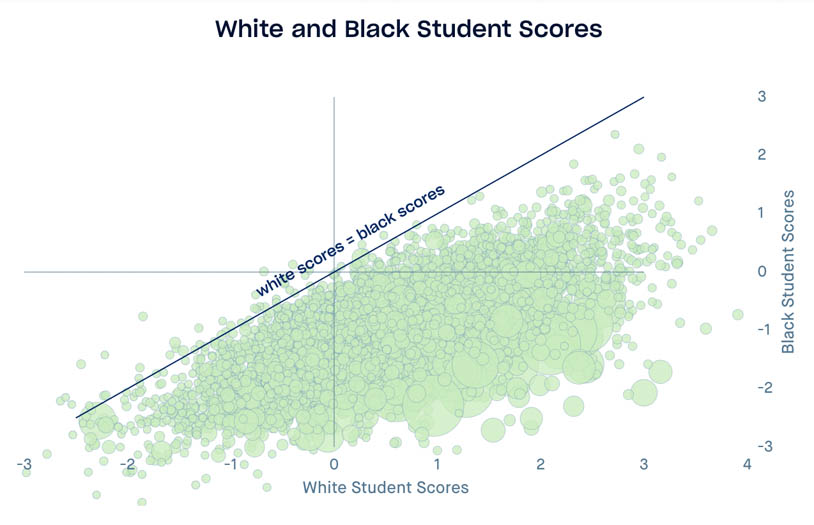 White and Black Student Scores
3
2
1
0
-1
-2
-3
Black Student Scores
white scores = black scores
-3 -2 -1 0 1 2 3 4
White Student Scores